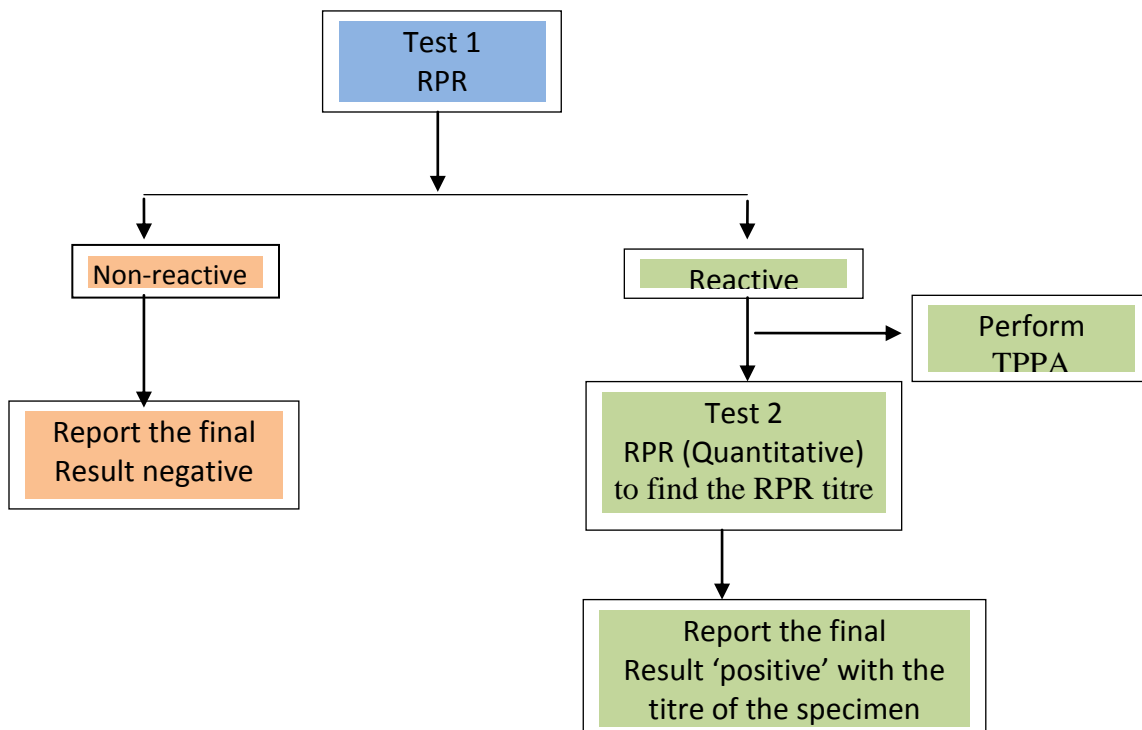 Test 1
RPR
Non-reactive
Reactive
Perform
TPPA
Report the final
Result negative
Test 2
RPR (Quantitative)
to find the RPR titre
Report the final
Result ‘positive’ with the
titre of the specimen